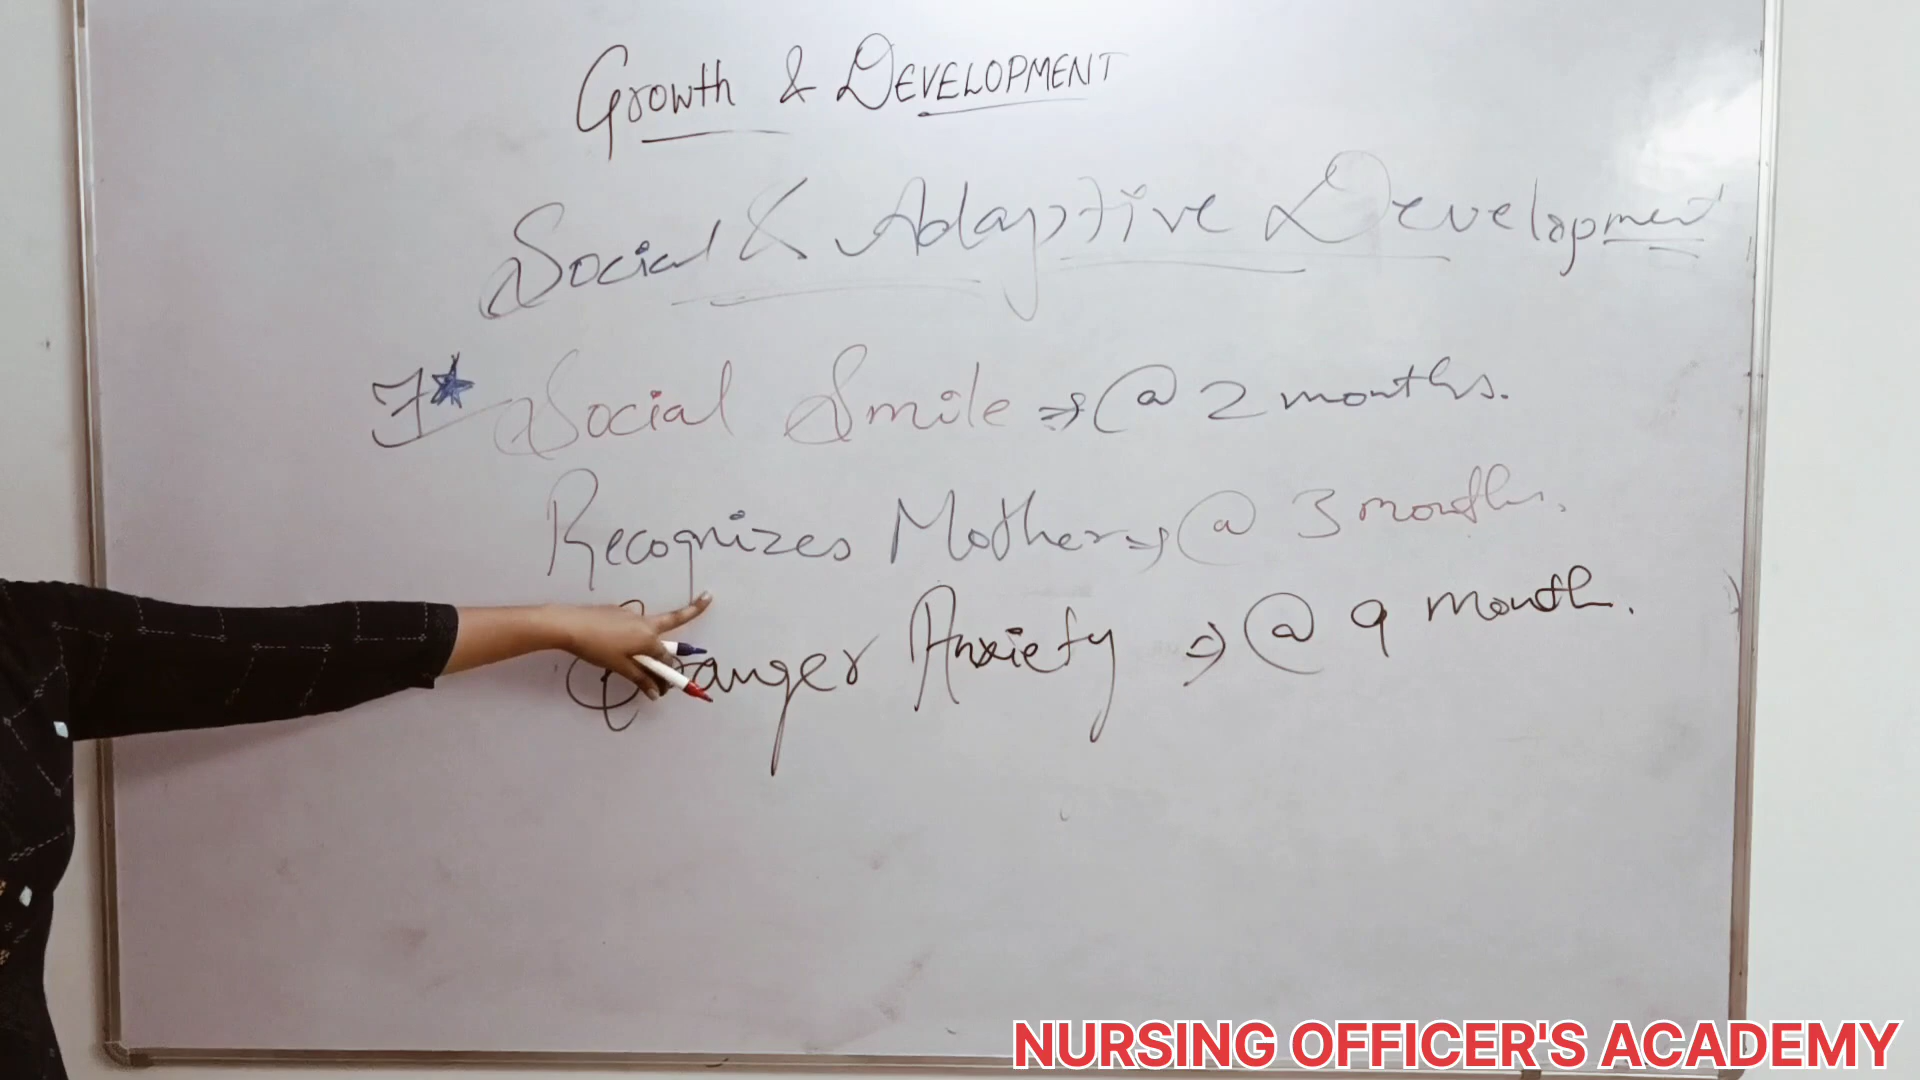 Growth & DEVELOPMENT
Social & Adaptive Development
Social Smile ⇒ @ 2 months.
Recognizes Mother ⇒ @ 3 months.
Stranger Anxiety ⇒ @ 9 month.
NURSING OFFICER'S ACADEMY